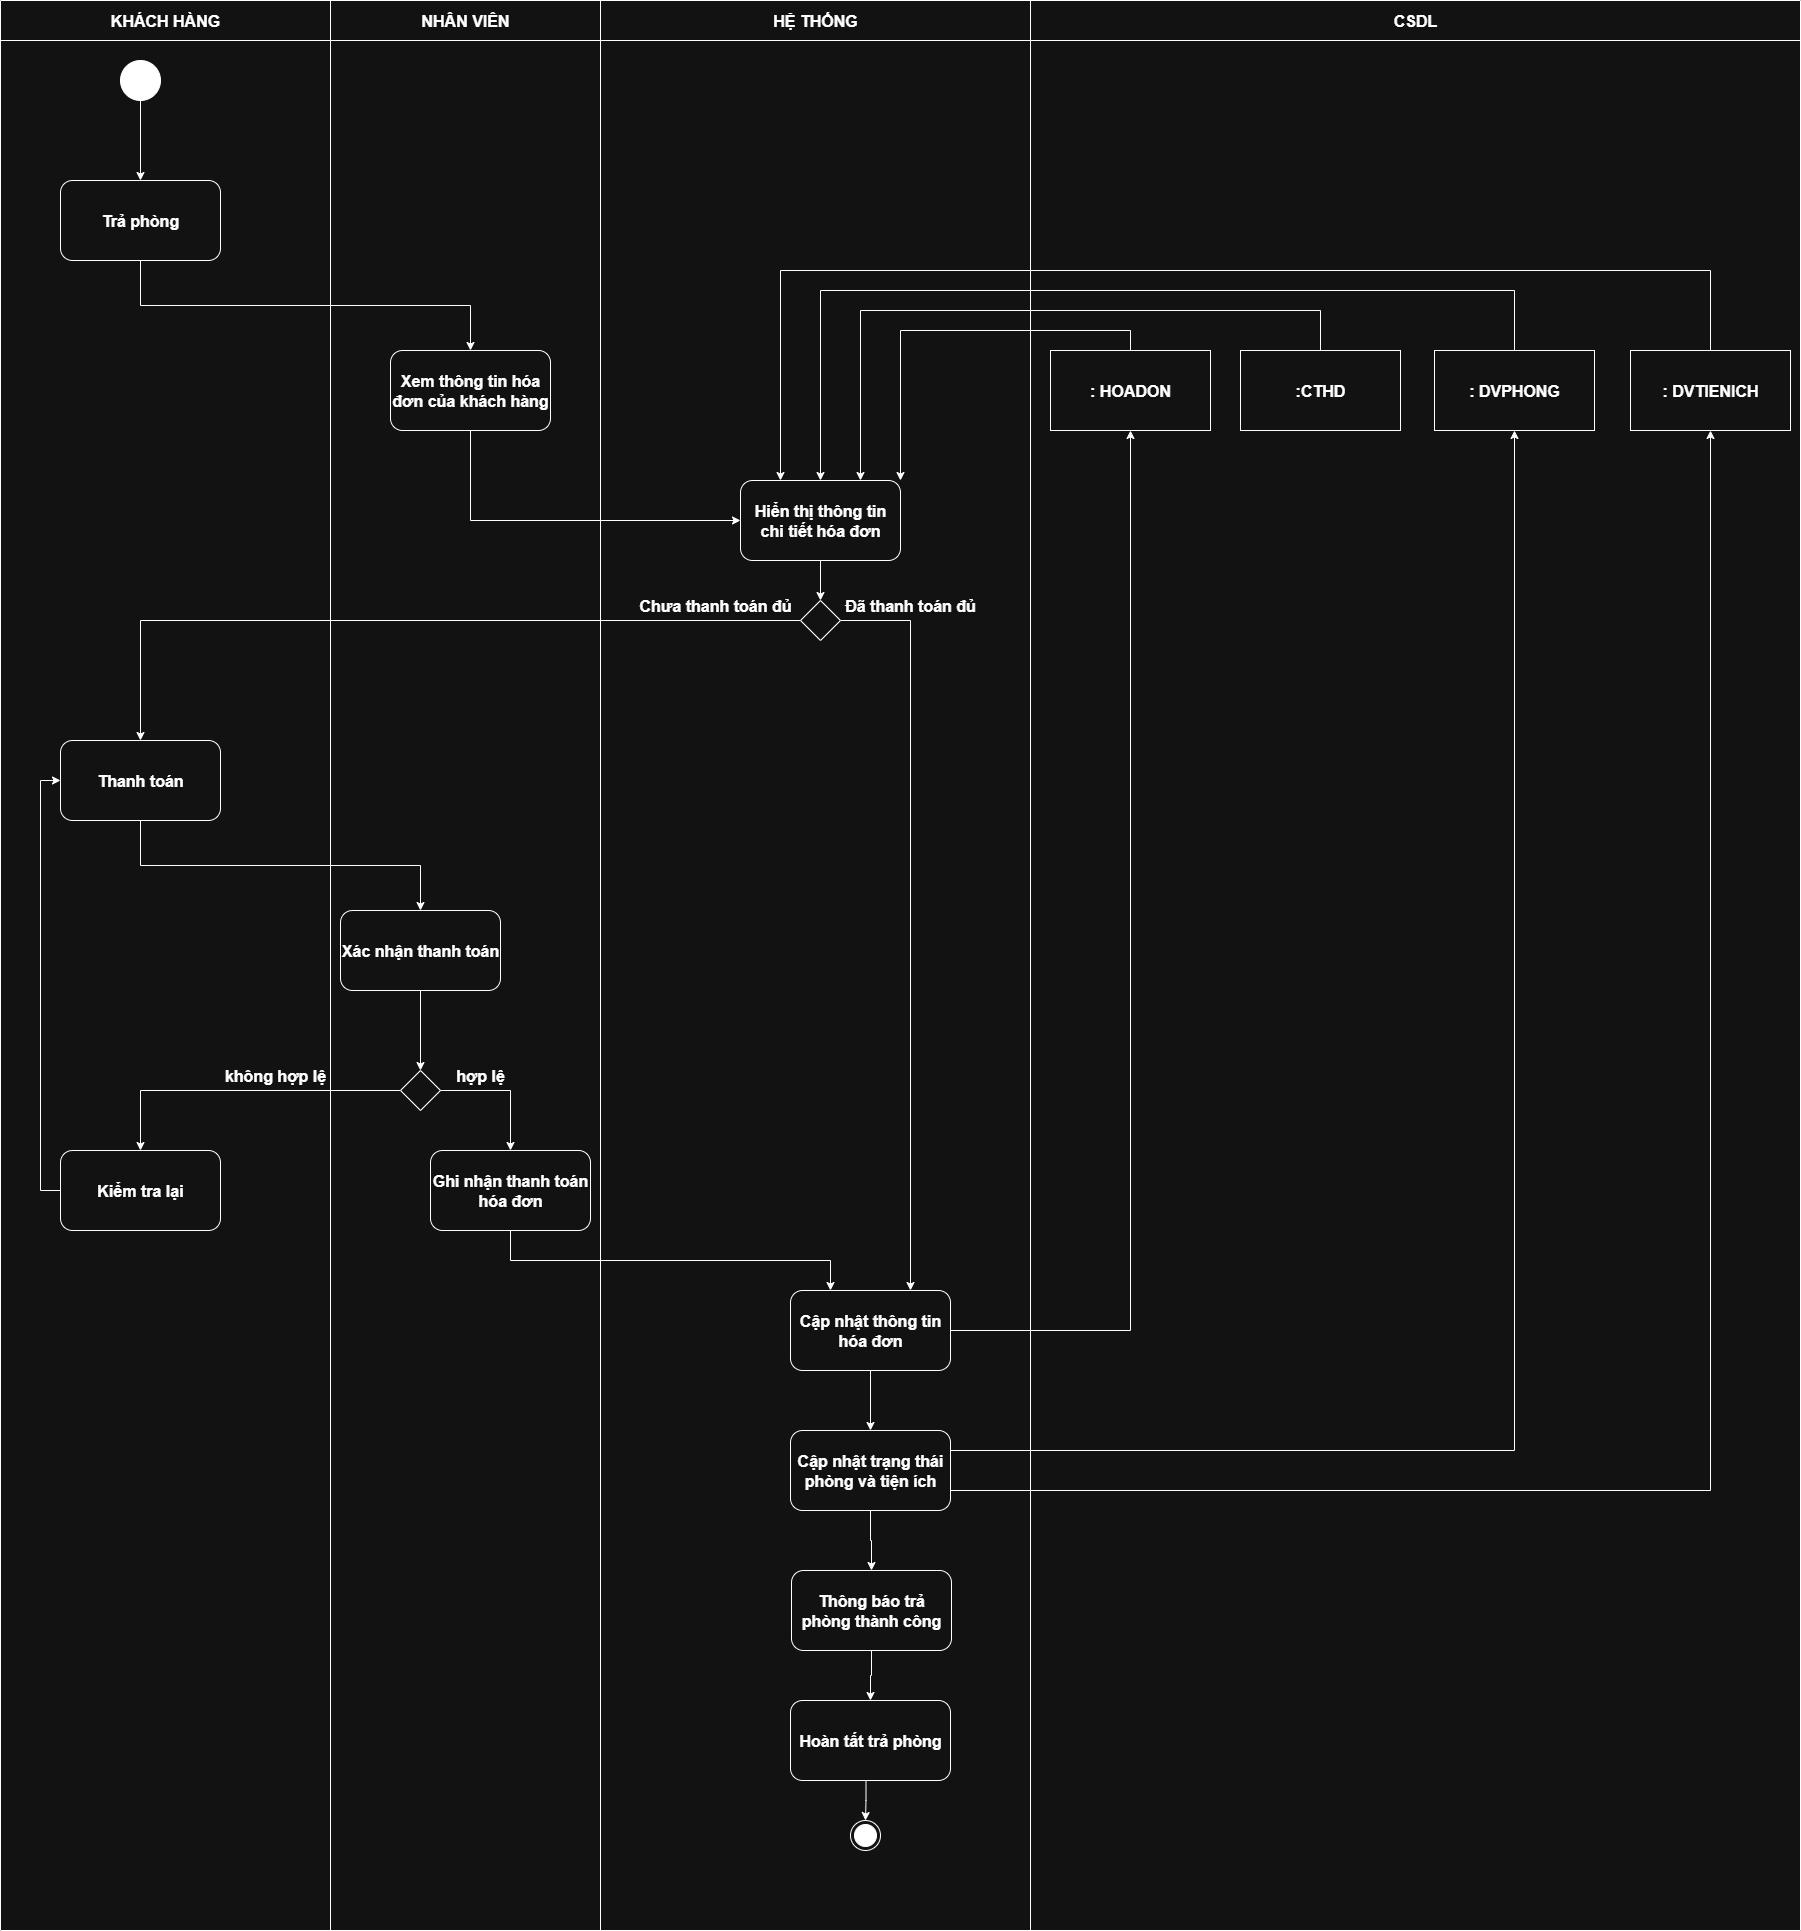 KHÁCH HÀNG
NHÂN VIÊN
HỆ THỐNG
CSDL
Trả phòng
Xem thông tin hóa
đơn của khách hàng
: HOADON
:CTHD
: DVPHONG
: DVTIENICH
Hiển thị thông tin
chi tiết hóa đơn
Chưa thanh toán đủ
Đã thanh toán đủ
Thanh toán
Xác nhận thanh toán
không hợp lệ
hợp lệ
Kiểm tra lại
Ghi nhận thanh toán
hóa đơn
Cập nhật thông tin
hóa đơn
Cập nhật trạng thái
phòng và tiện ích
Thông báo trả
phòng thành công
Hoàn tất trả phòng